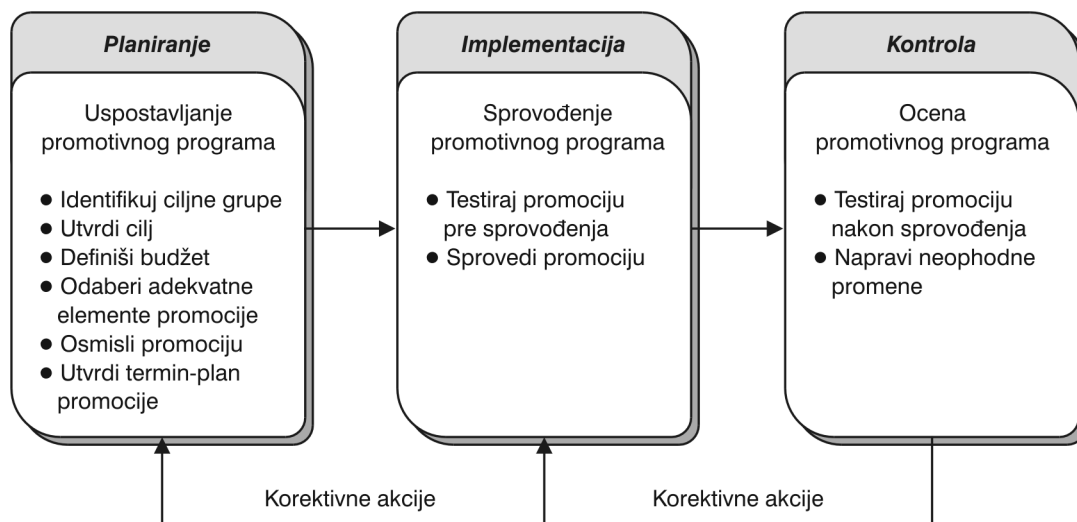 Planiranje
Uspostavljanje
promotivnog programa
● Identifikuj ciljne grupe
● Utvrdi cilj
● Definiši budžet
● Odaberi adekvatne
elemente promocije
● Osmisli promociju
● Utvrdi termin-plan
promocije
Implementacija
Sprovođenje
promotivnog programa
● Testiraj promociju
pre sprovođenja
● Sprovedi promociju
Kontrola
Ocena
promotivnog programa
● Testiraj promociju
nakon sprovođenja
● Napravi neophodne
promene
Korektivne akcije
Korektivne akcije